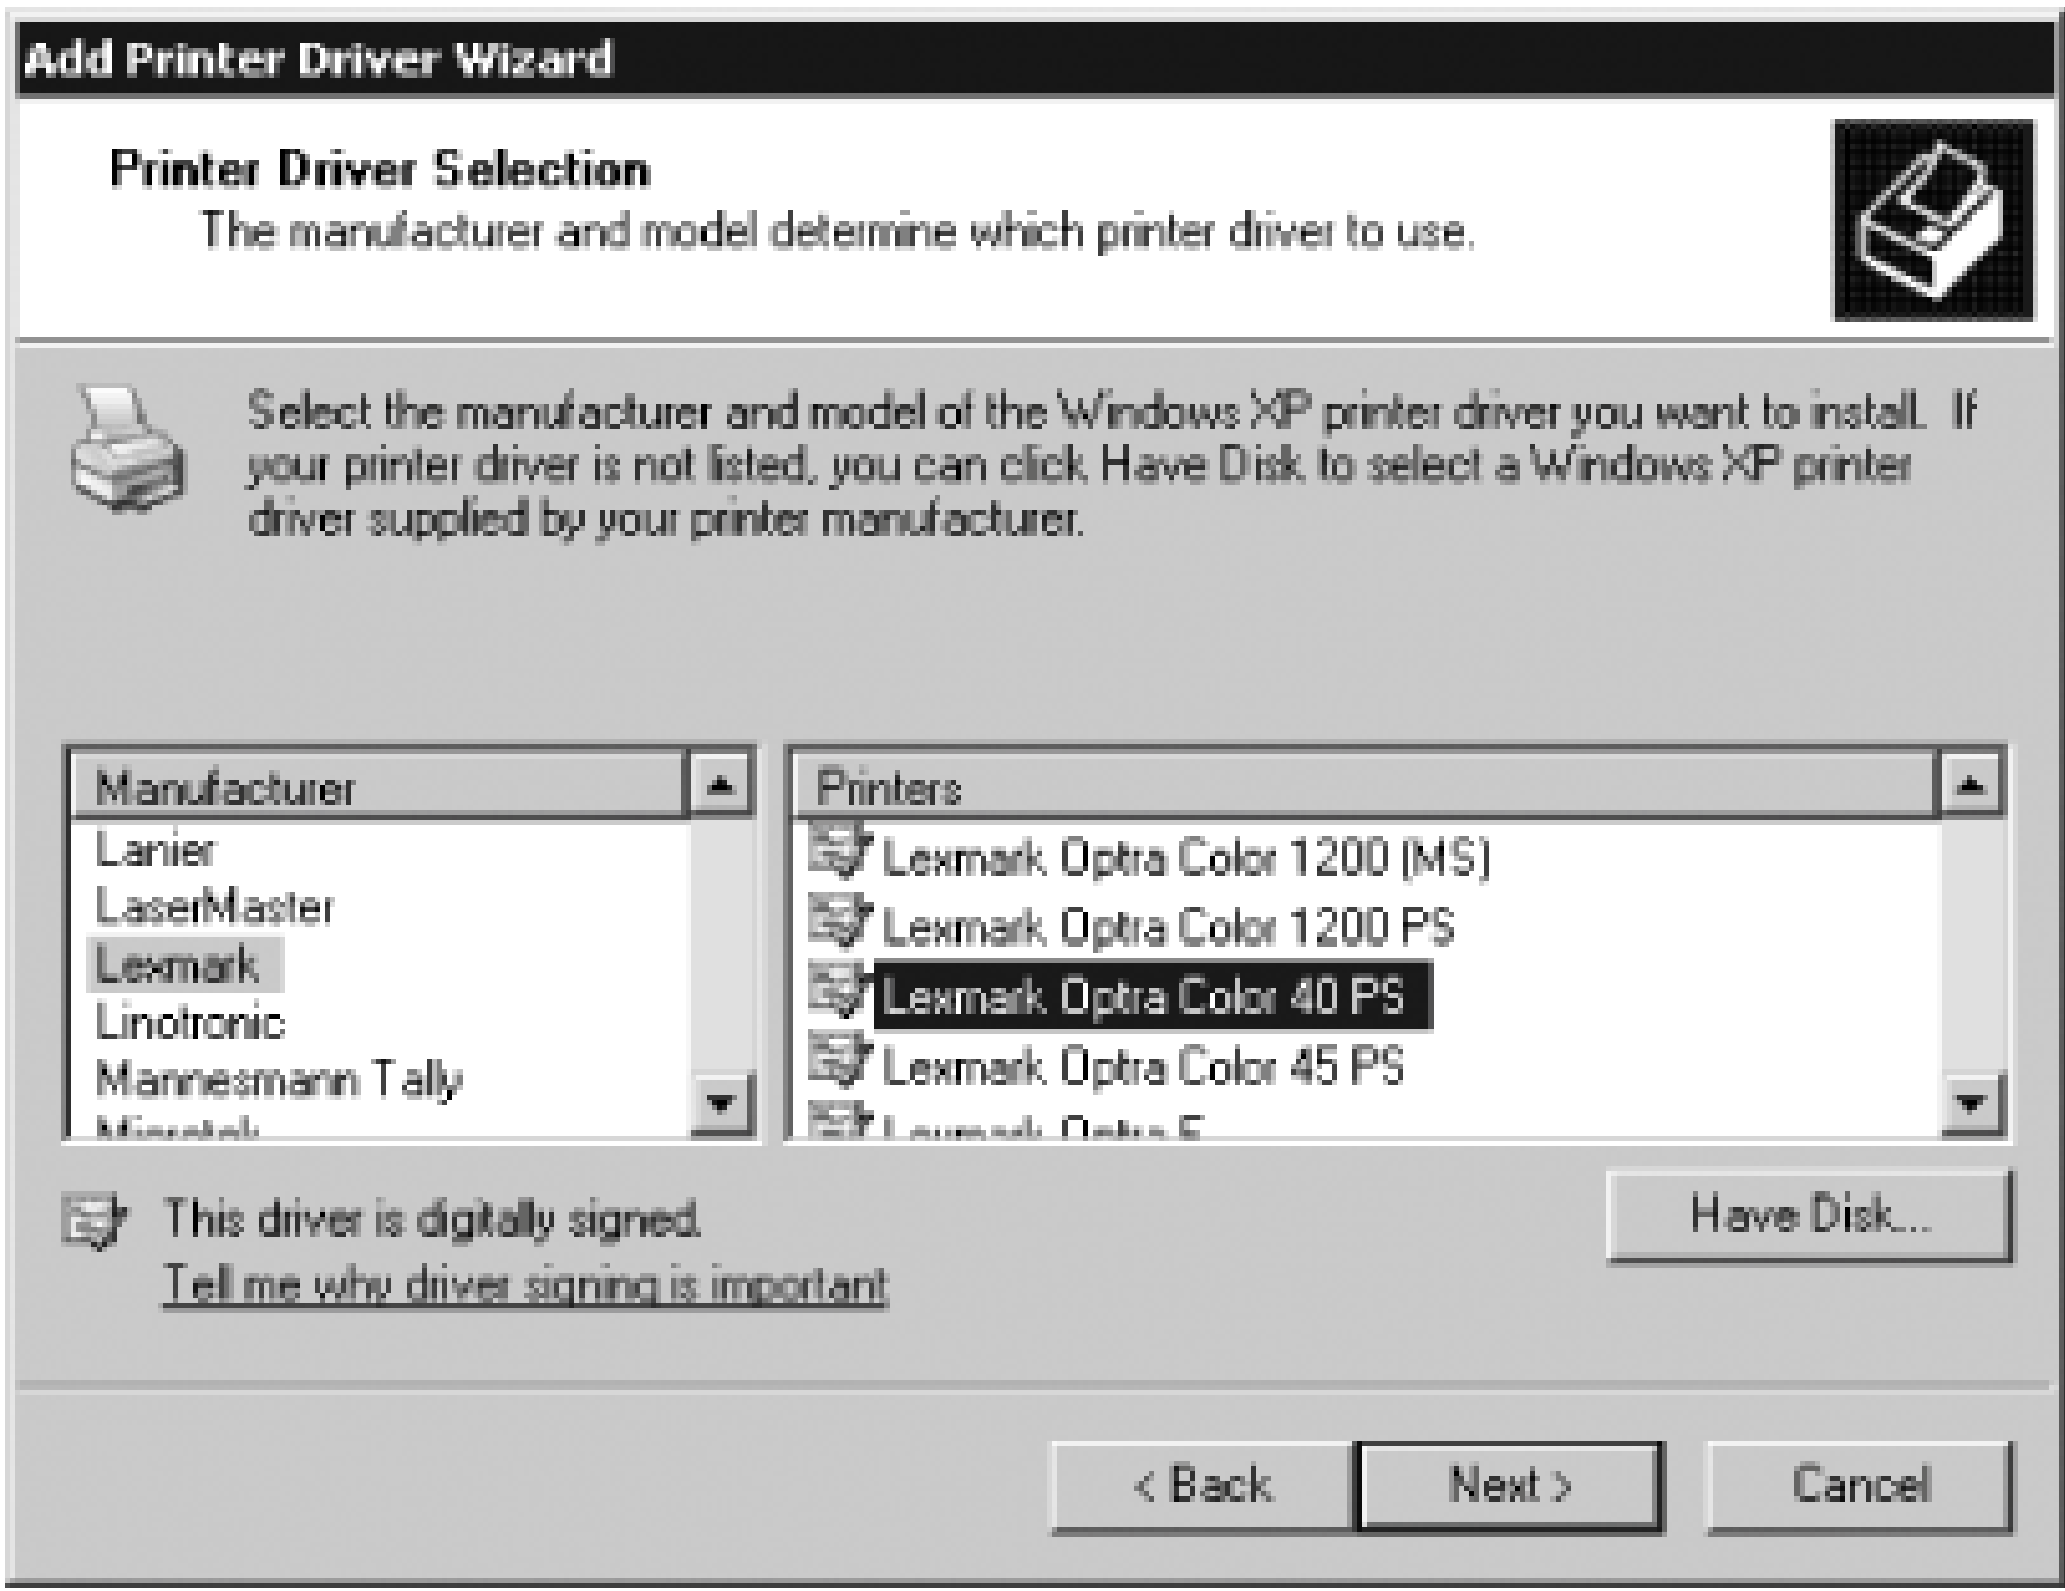 Add Printer Driver Wizard
Printer Driver Selection
The manufacturer and model determine which printer driver to use.
Select the manufacturer and model of the Windows XP printer driver you want to install. If
your printer driver is not listed, you can click Have Disk to select a Windows XP printer
driver supplied by your printer manufacturer.
Manufacturer
Lanier
LaserMaster
Lexmark
Linotronic
Mannesmann Tally
Microtek
Printers
Lexmark Optra Color 1200 (MS)
Lexmark Optra Color 1200 PS
Lexmark Optra Color 40 PS
Lexmark Optra Color 45 PS
Lexmark Optra E
This driver is digitally signed.
Tell me why driver signing is important
Have Disk...
< Back
Next >
Cancel